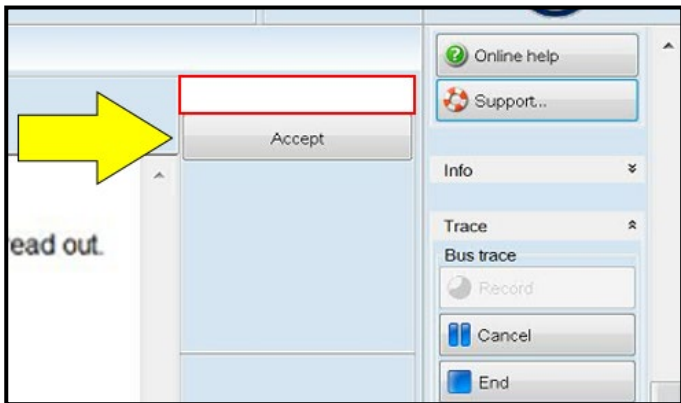 Accept
ead out.
Online help
Support...
Info
Trace
Bus trace
Record
Cancel
End